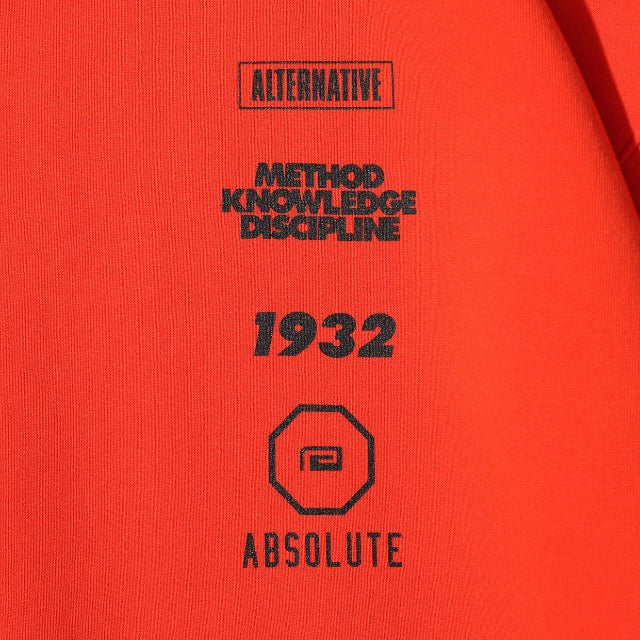 ALTERNATIVE
METHOD
KNOWLEDGE
DISCIPLINE
1932
ABSOLUTE